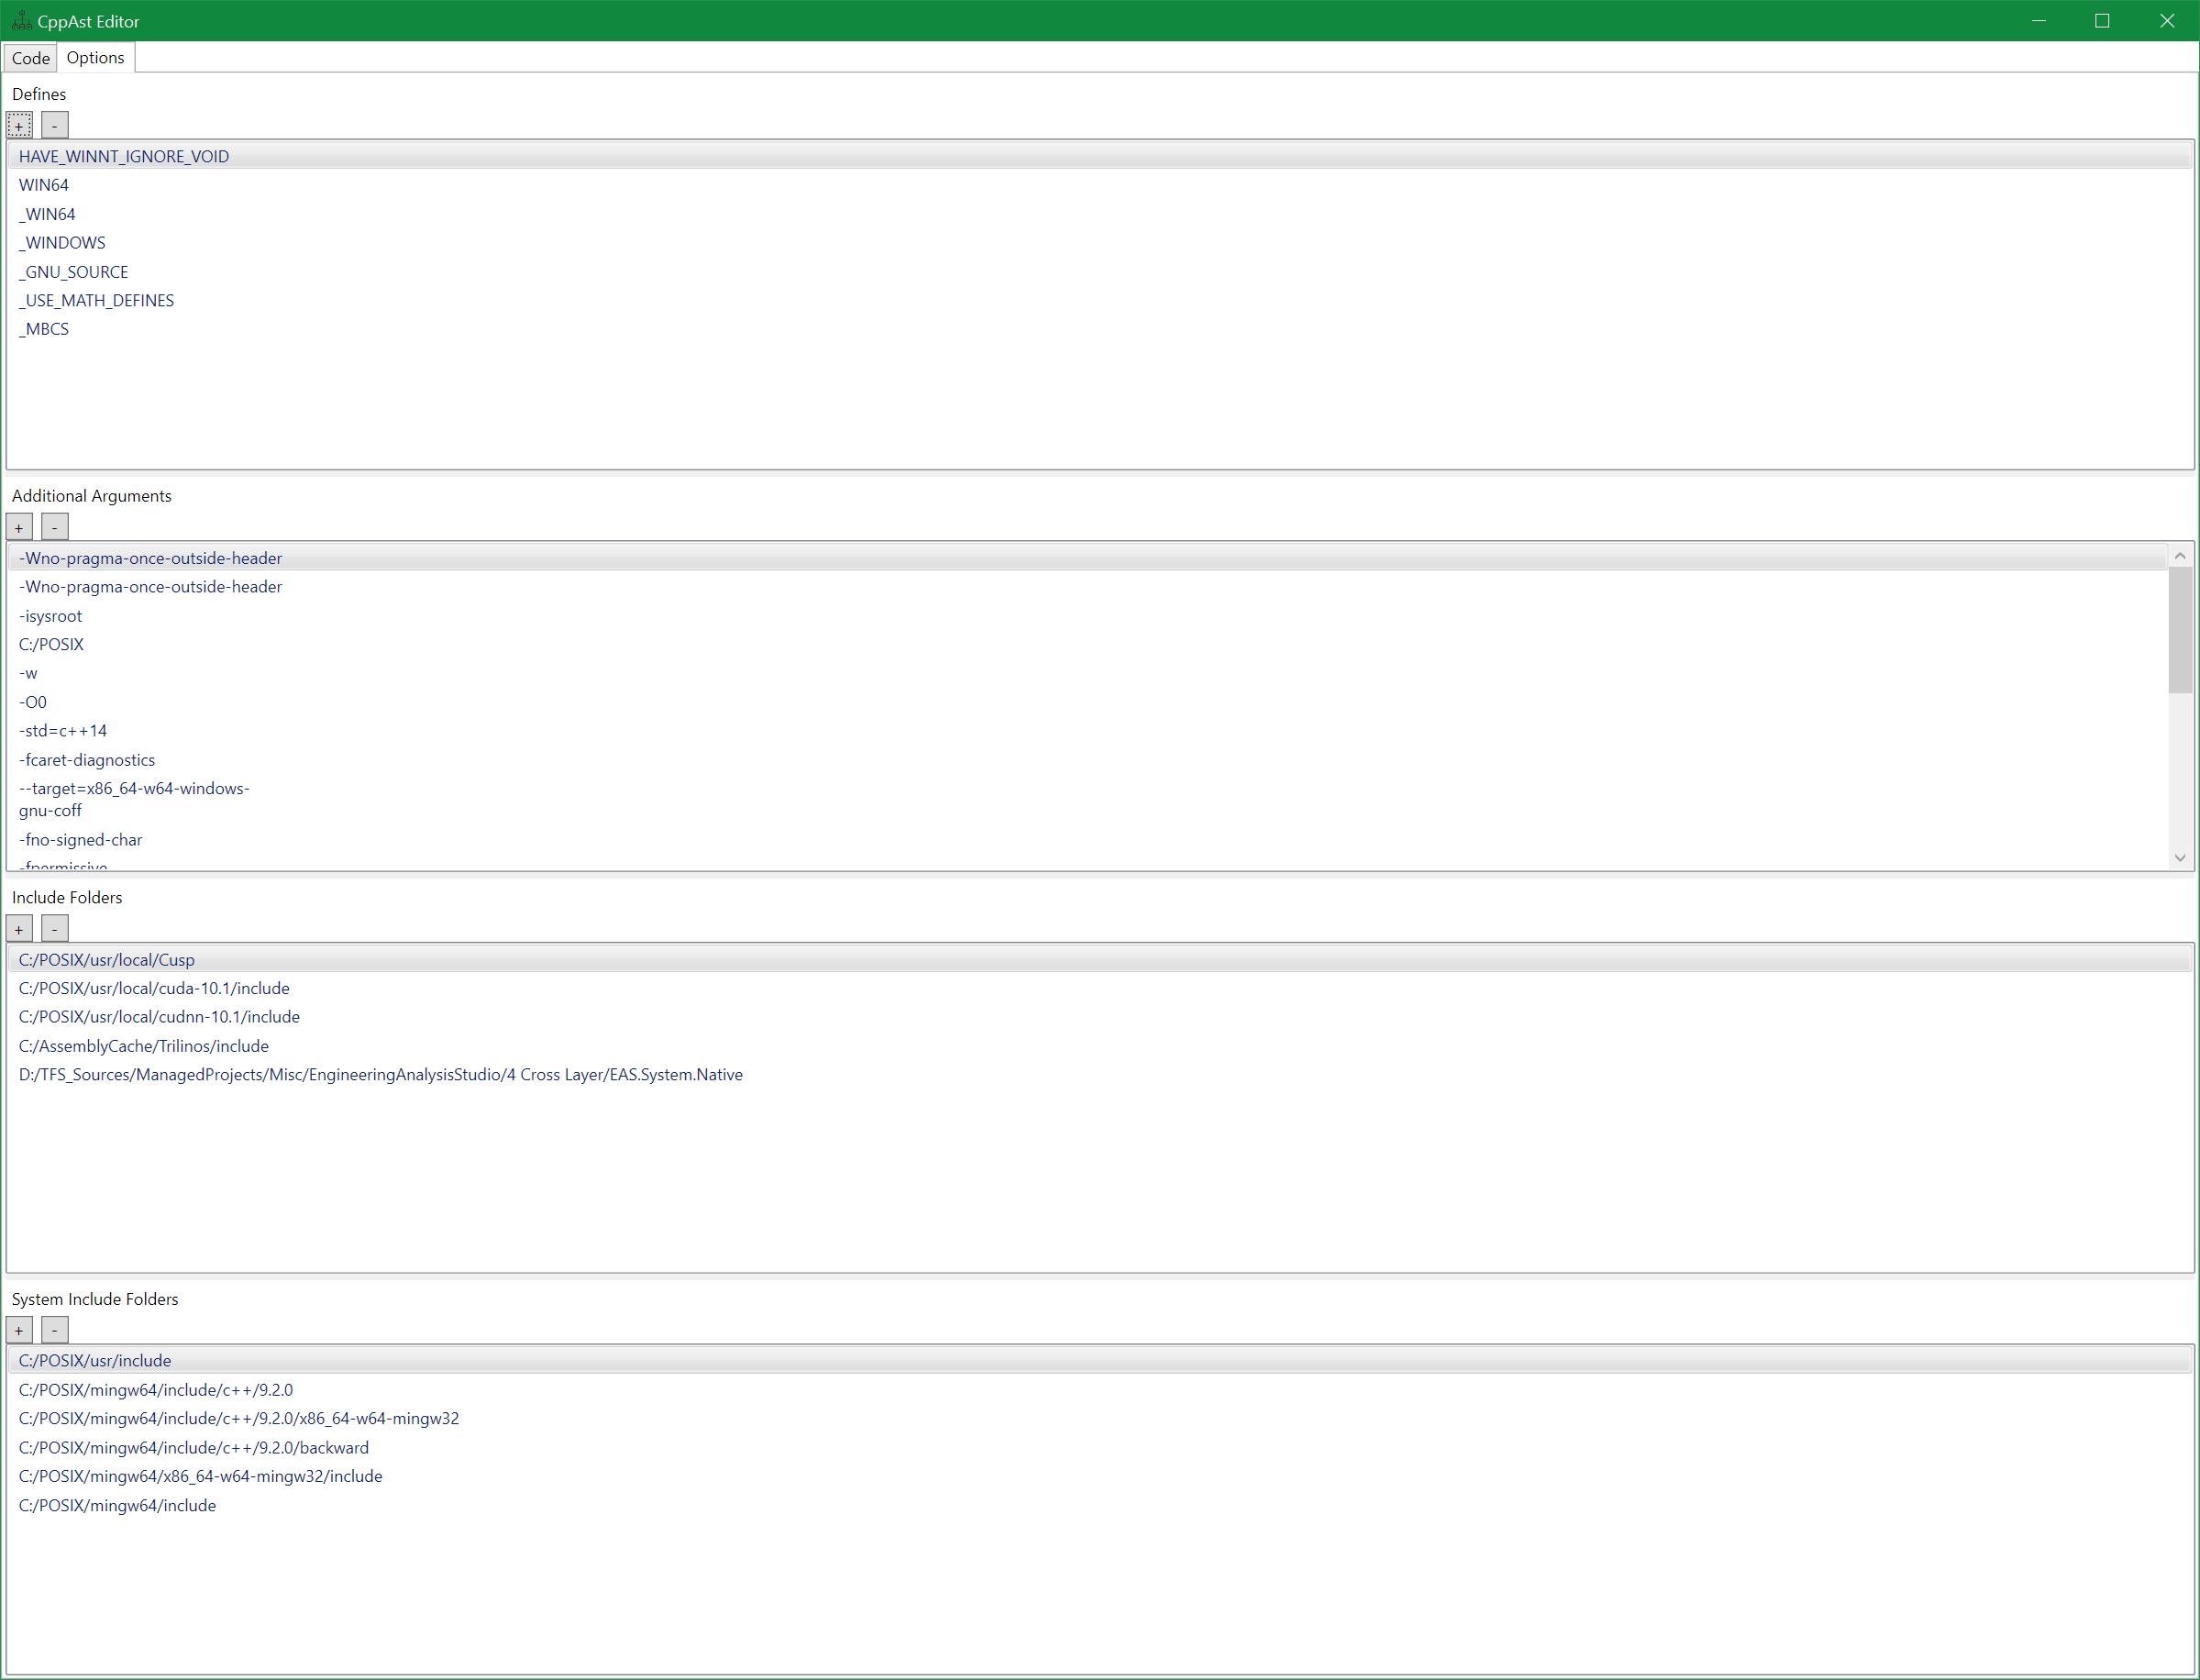 CppAst Editor
Code Options
Defines
+ -
HAVE_WINNT_IGNORE_VOID
WIN64
_WIN64
_WINDOWS
_GNU_SOURCE
_USE_MATH_DEFINES
_MBCS
Additional Arguments
+ -
-Wno-pragma-once-outside-header
-Wno-pragma-once-outside-header
-isysroot
C:/POSIX
-w
-O0
-std=c++14
-fcaret-diagnostics
--target=x86_64-w64-windows-
gnu-coff
-fno-signed-char
-fpermissive
Include Folders
+ -
C:/POSIX/usr/local/Cusp
C:/POSIX/usr/local/cuda-10.1/include
C:/POSIX/usr/local/cudnn-10.1/include
C:/AssemblyCache/Trilinos/include
D:/TFS_Sources/ManagedProjects/Misc/EngineeringAnalysisStudio/4 Cross Layer/EAS.System.Native
System Include Folders
+ -
C:/POSIX/usr/include
C:/POSIX/mingw64/include/c++/9.2.0
C:/POSIX/mingw64/include/c++/9.2.0/x86_64-w64-mingw32
C:/POSIX/mingw64/include/c++/9.2.0/backward
C:/POSIX/mingw64/x86_64-w64-mingw32/include
C:/POSIX/mingw64/include